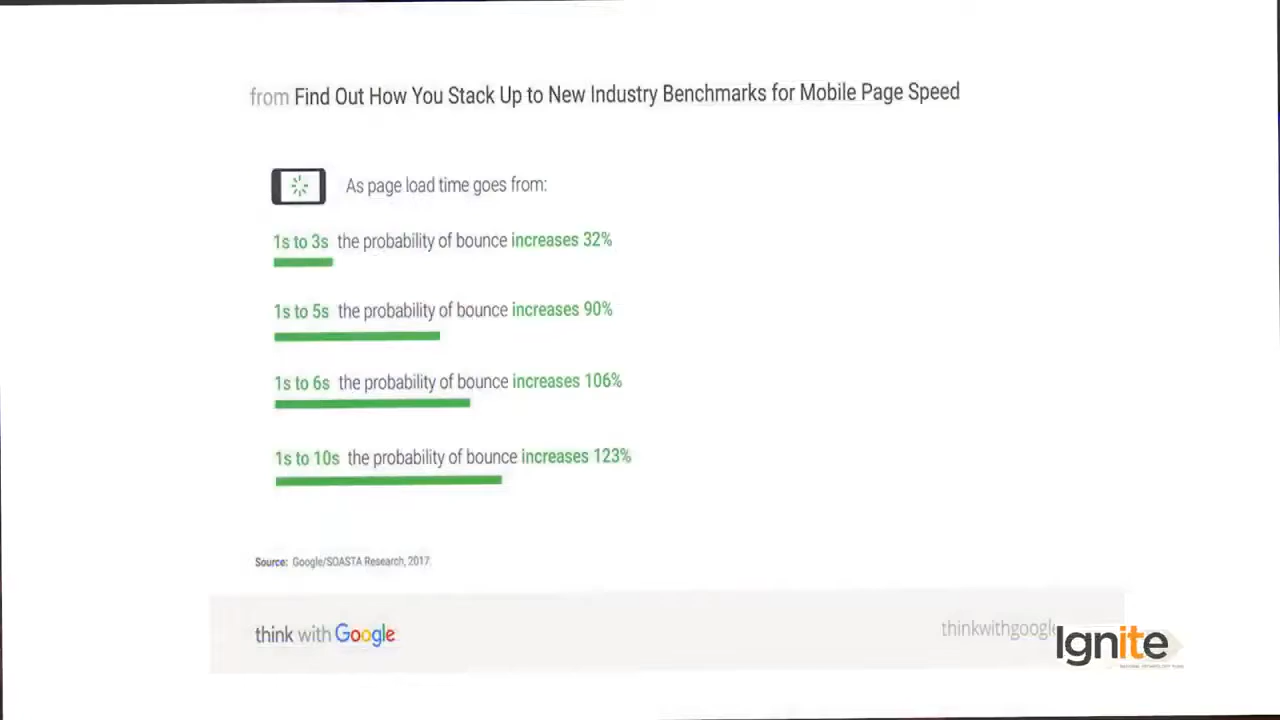 from Find Out How You Stack Up to New Industry Benchmarks for Mobile Page Speed
As page load time goes from:
1s to 3s the probability of bounce increases 32%
1s to 5s the probability of bounce increases 90%
1s to 6s the probability of bounce increases 106%
1s to 10s the probability of bounce increases 123%
Source: Google/SOASTA Research, 2017
think with Google
thinkwithgoogle
Ignite